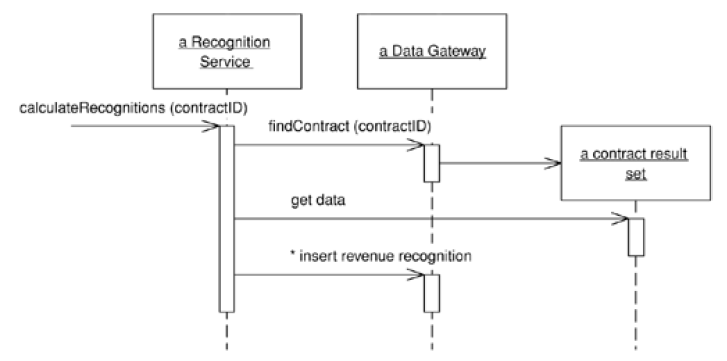 a Recognition
Service
a Data Gateway
calculateRecognitions (contractID)
findContract (contractID)
a contract result
set
get data
* insert revenue recognition